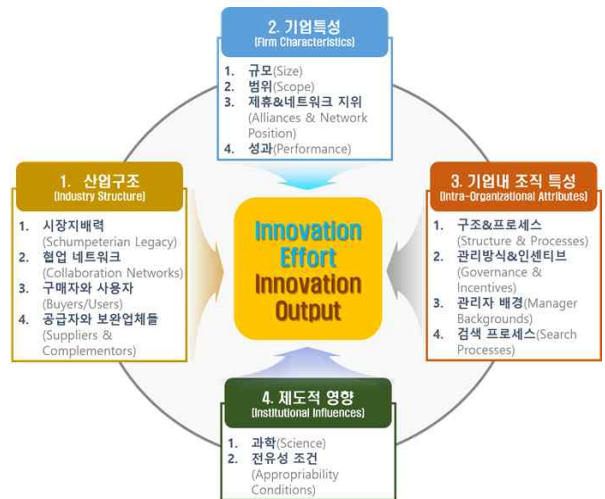 2. 기업특성
(Firm Characteristics)
1. 규모(Size)
2. 범위(Scope)
3. 제휴&네트워크 지위
(Alliances & Network
Position)
4. 성과(Performance)
1. 산업구조
(Industry Structure)
1. 시장지배력
(Schumpeterian Legacy)
2. 협업 네트워크
(Collaboration Networks)
3. 구매자와 사용자
(Buyers/Users)
4. 공급자와 보완업체들
(Suppliers &
Complementors)
Innovation
Effort
Innovation
Output
3. 기업내 조직 특성
(Intra-Organizational Attributes)
1. 구조&프로세스
(Structure & Processes)
2. 관리방식&인센티브
(Governance &
Incentives)
3. 관리자 배경(Manager
Backgrounds)
4. 검색 프로세스(Search
Processes)
4. 제도적 영향
(Institutional Influences)
1. 과학(Science)
2. 전유성 조건
(Appropriability
Conditions)